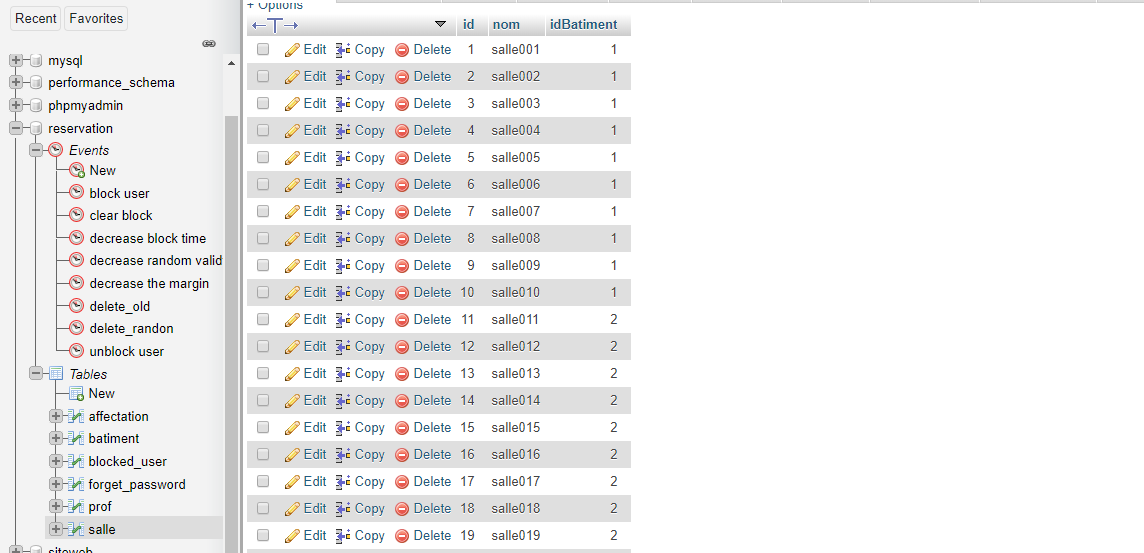 Recent Favorites
mysql
performance_schema
phpmyadmin
reservation
Events
New
block user
clear block
decrease block time
decrease random valid
decrease the margin
delete_old
delete_randon
unblock user
Tables
New
affectation
batiment
blocked_user
forget_password
prof
salle
siteweb
+ Options
←T→ id nom idBatiment
Edit Copy Delete 1 salle001 1
Edit Copy Delete 2 salle002 1
Edit Copy Delete 3 salle003 1
Edit Copy Delete 4 salle004 1
Edit Copy Delete 5 salle005 1
Edit Copy Delete 6 salle006 1
Edit Copy Delete 7 salle007 1
Edit Copy Delete 8 salle008 1
Edit Copy Delete 9 salle009 1
Edit Copy Delete 10 salle010 1
Edit Copy Delete 11 salle011 2
Edit Copy Delete 12 salle012 2
Edit Copy Delete 13 salle013 2
Edit Copy Delete 14 salle014 2
Edit Copy Delete 15 salle015 2
Edit Copy Delete 16 salle016 2
Edit Copy Delete 17 salle017 2
Edit Copy Delete 18 salle018 2
Edit Copy Delete 19 salle019 2